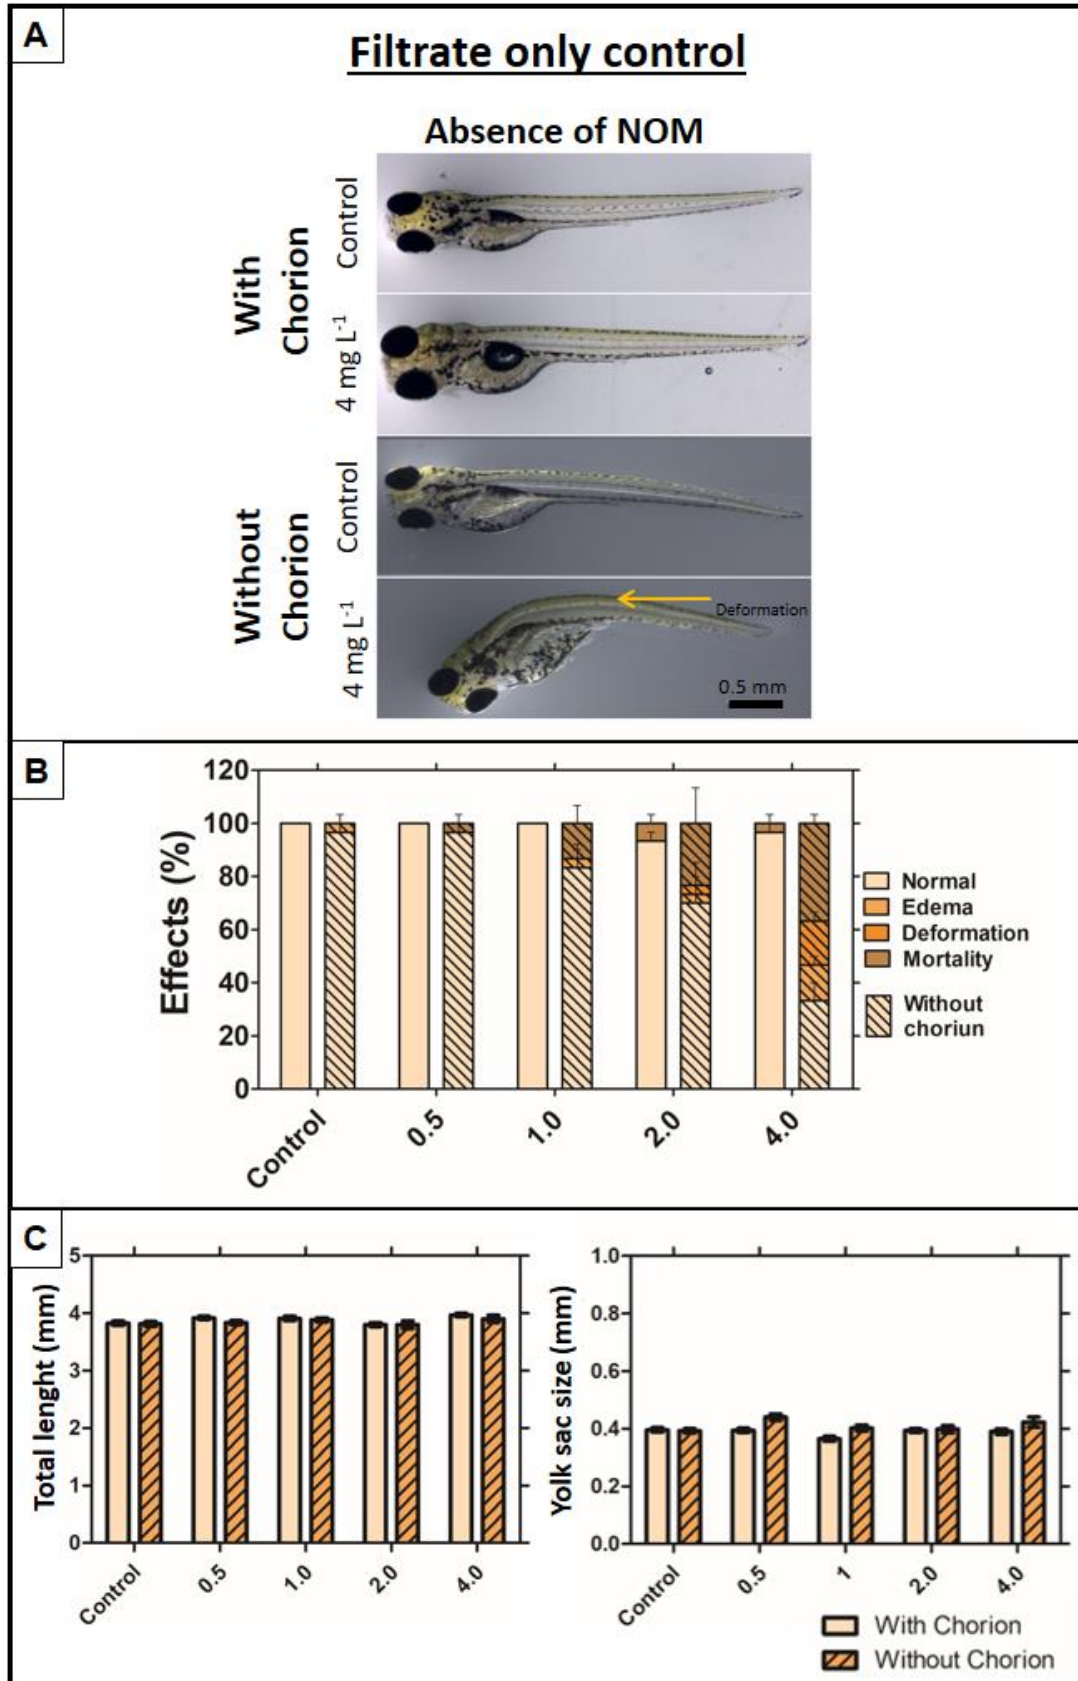 A
Filtrate only control
Absence of NOM
With
Chorion
Control
4 mg L⁻¹
Without
Chorion
Control
4 mg L⁻¹
Deformation
0.5 mm
B
Effects (%)
120
100
80
60
40
20
0
Control
0.5
1.0
2.0
4.0
Normal
Edema
Deformation
Mortality
Without
choriun
C
Total lenght (mm)
5
4
3
2
1
0
Control
0.5
1.0
2.0
4.0
Yolk sac size (mm)
1.0
0.8
0.6
0.4
0.2
0.0
Control
0.5
1
2.0
4.0
With Chorion
Without Chorion